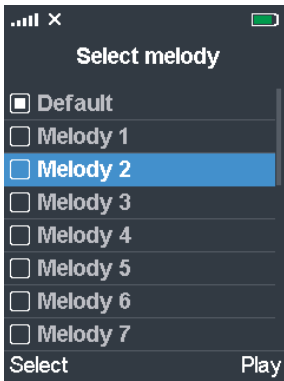 Select melody
Default
Melody 1
Melody 2
Melody 3
Melody 4
Melody 5
Melody 6
Melody 7
Select Play